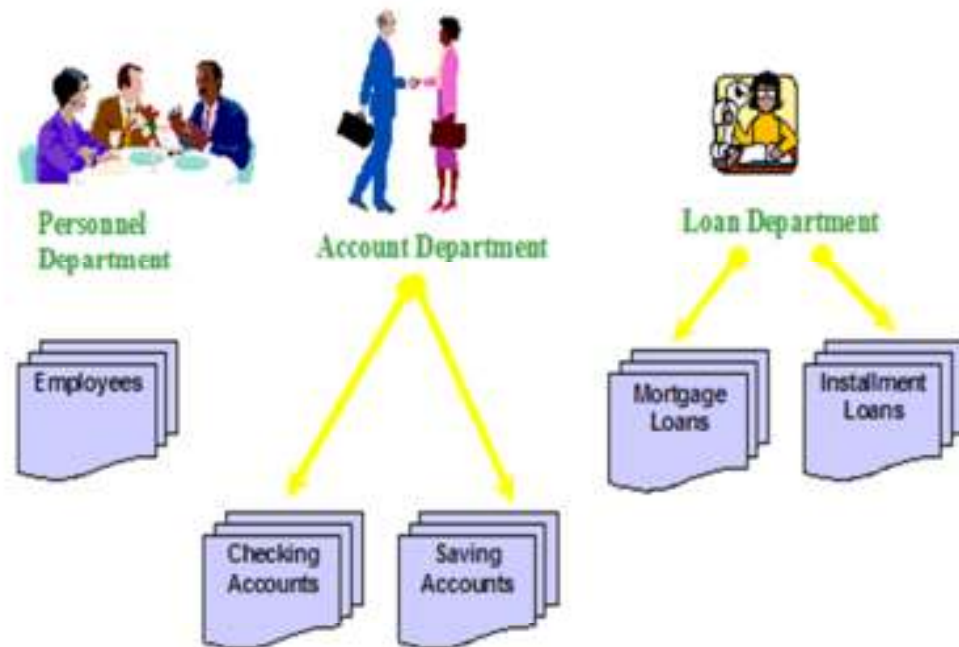 Personnel
Department
Account Department
Loan Department
Employees
Mortgage
Loans
Installment
Loans
Checking
Accounts
Saving
Accounts